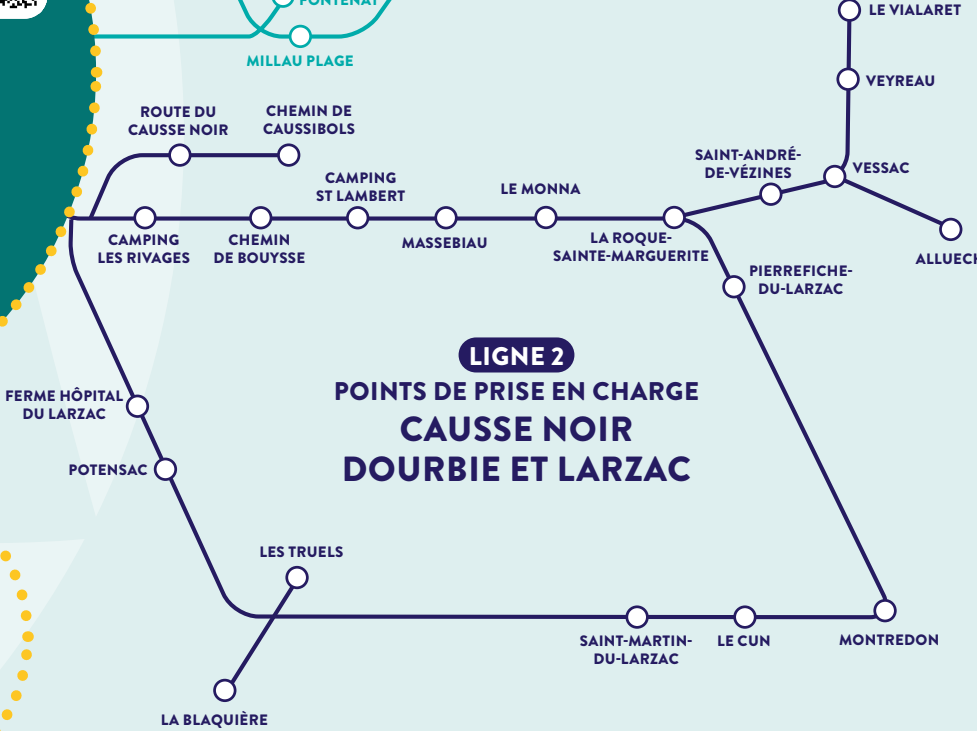 LE VIALARET
FONTENAT
MILLAU PLAGE
VEYREAU
ROUTE DU
CAUSSE NOIR
CHEMIN DE
CAUSSIBOLS
CAMPING
ST LAMBERT
LE MONNA
SAINT-ANDRÉ-
DE-VÉZINES
VESSAC
CAMPING
LES RIVAGES
CHEMIN
DE BOUYSSE
MASSEBIAU
LA ROQUE-
SAINTE-MARGUERITE
ALLUECH
PIERREFICHE-
DU-LARZAC
LIGNE 2
POINTS DE PRISE EN CHARGE
CAUSSE NOIR
DOURBIE ET LARZAC
FERME HÔPITAL
DU LARZAC
POTENSAC
LES TRUELS
SAINT-MARTIN-
DU-LARZAC
LE CUN
MONTREDON
LA BLAQUIÈRE